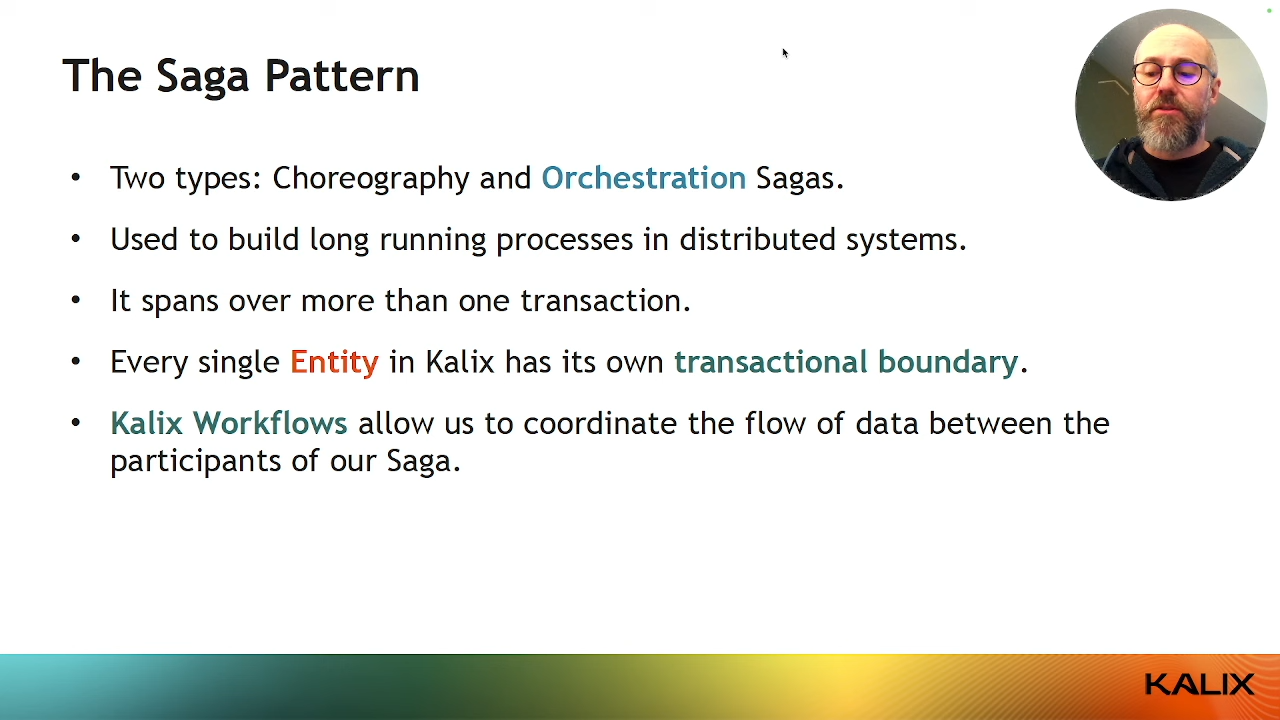 The Saga Pattern
• Two types: Choreography and Orchestration Sagas.
• Used to build long running processes in distributed systems.
• It spans over more than one transaction.
• Every single Entity in Kalix has its own transactional boundary.
• Kalix Workflows allow us to coordinate the flow of data between the
participants of our Saga.
KALIX